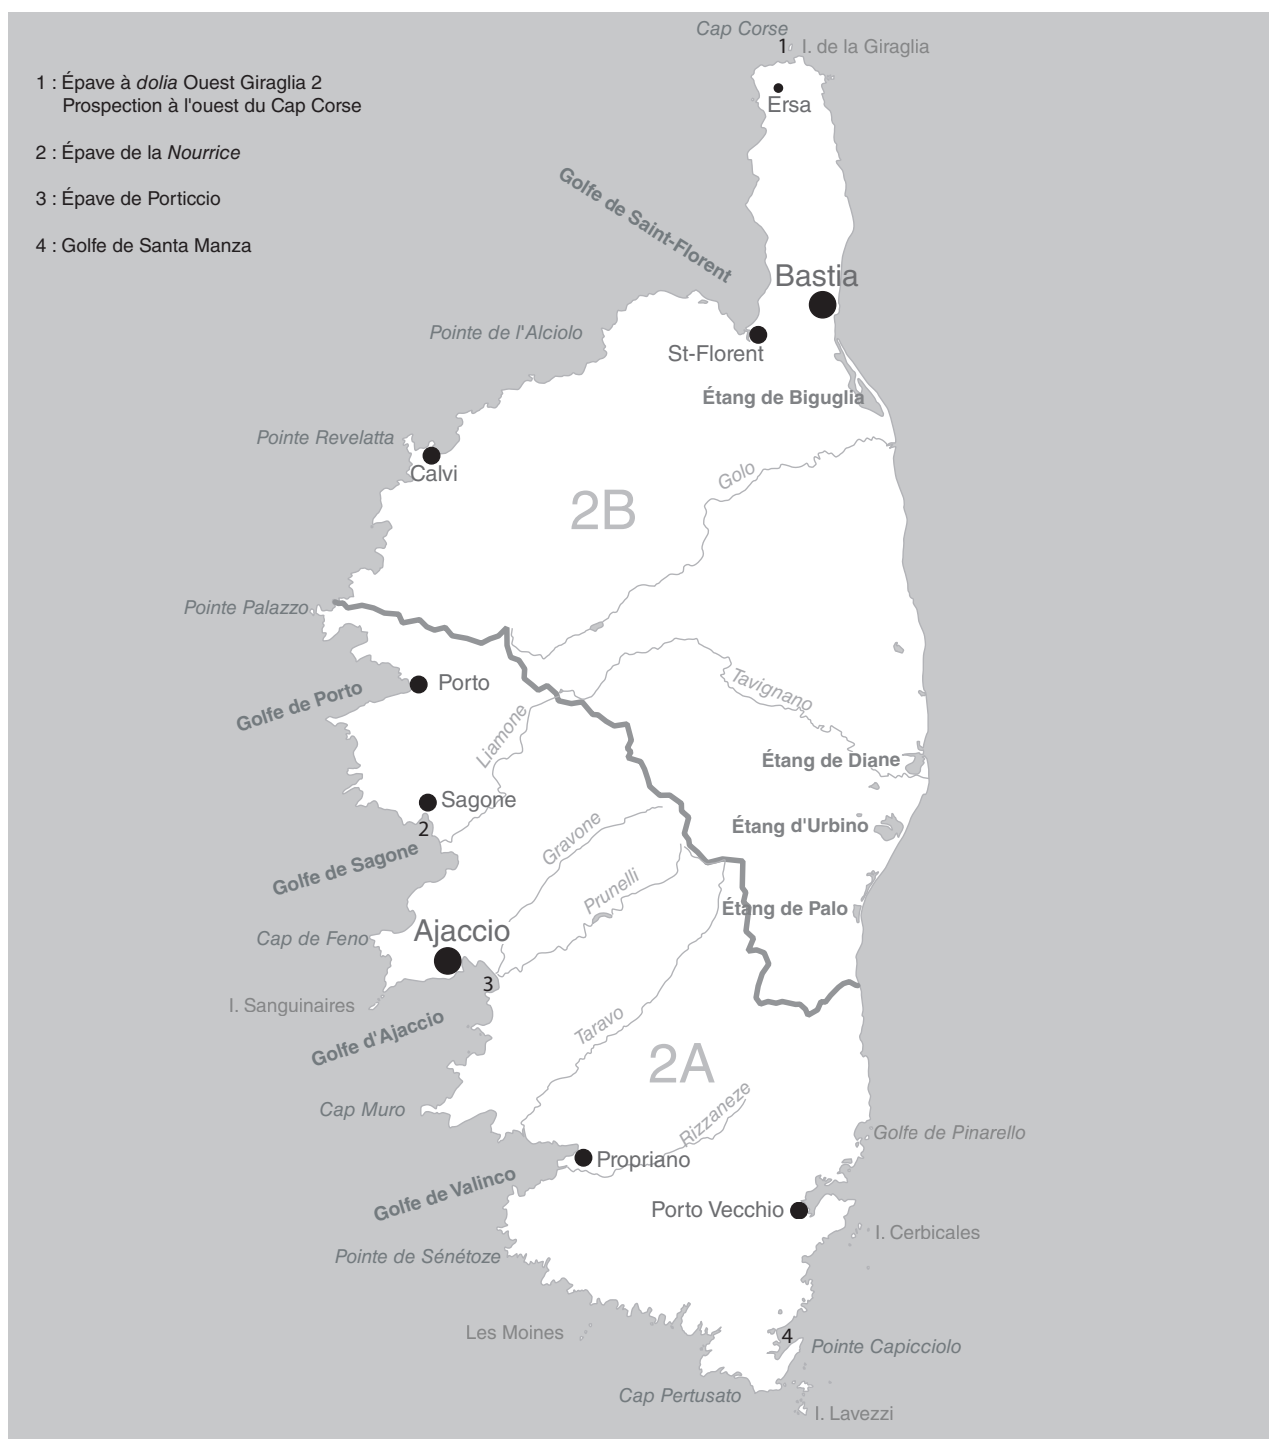 Cap Corse
1
I. de la Giraglia
1 : Épave à dolia Ouest Giraglia 2
Prospection à l'ouest du Cap Corse
Ersa
2 : Épave de la Nourrice
3 : Épave de Porticcio
4 : Golfe de Santa Manza
Golfe de Saint-Florent
Bastia
Pointe de l'Alciolo
St-Florent
Étang de Biguglia
Pointe Revelatta
Calvi
Golo
2B
Pointe Palazzo
Porto
Golfe de Porto
Tavignano
Liamone
Étang de Diane
Sagone
2
Étang d'Urbino
Gravone
Golfe de Sagone
Prunelli
Étang de Palo
Ajaccio
Cap de Feno
3
I. Sanguinaires
Golfe d'Ajaccio
Taravo
2A
Cap Muro
Rizzaneze
Golfe de Pinarello
Propriano
Golfe de Valinco
Porto Vecchio
I. Cerbicales
Pointe de Sénétoze
Les Moines
4
Pointe Capicciolo
Cap Pertusato
I. Lavezzi